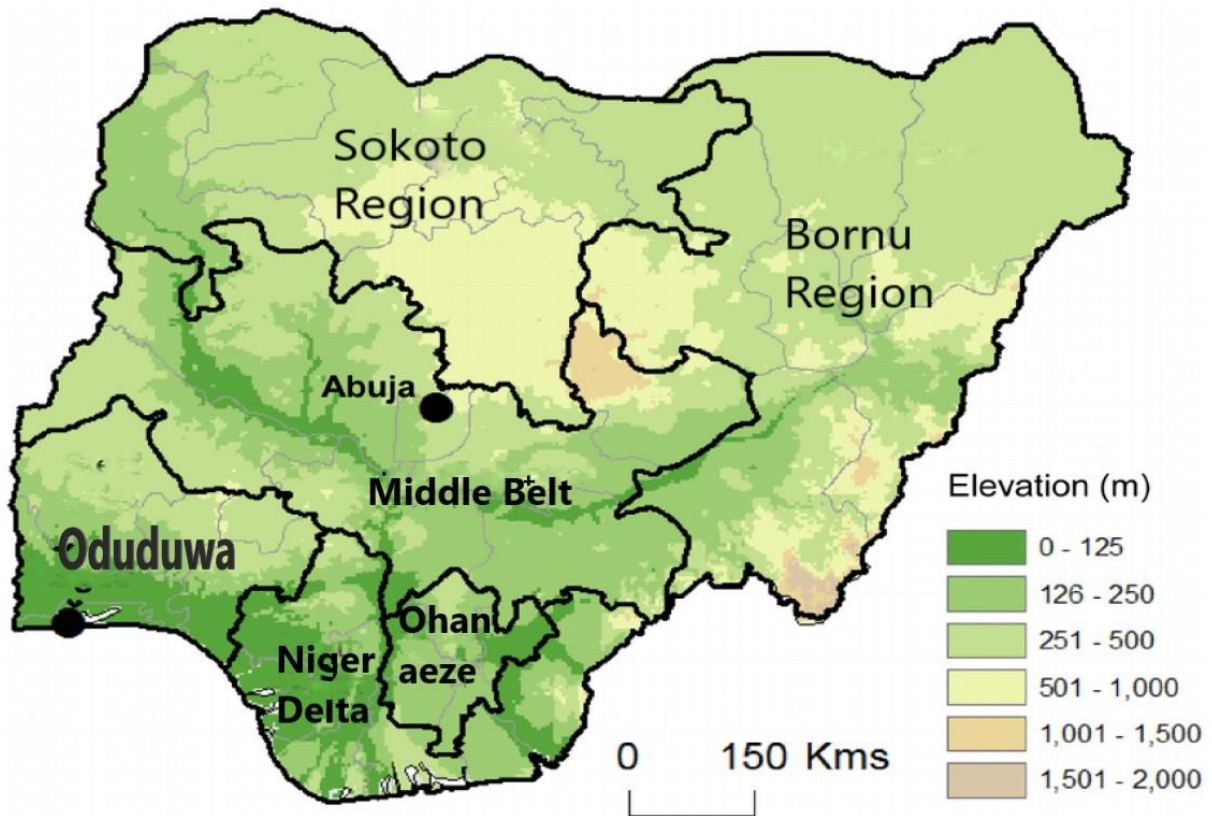 Sokoto
Region
Bornu
Region
Abuja
Middle Belt
Oduduwa
Ohan
aeze
Niger
Delta
Elevation (m)
0 - 125
126 - 250
251 - 500
501 - 1,000
1,001 - 1,500
1,501 - 2,000
0 150 Kms